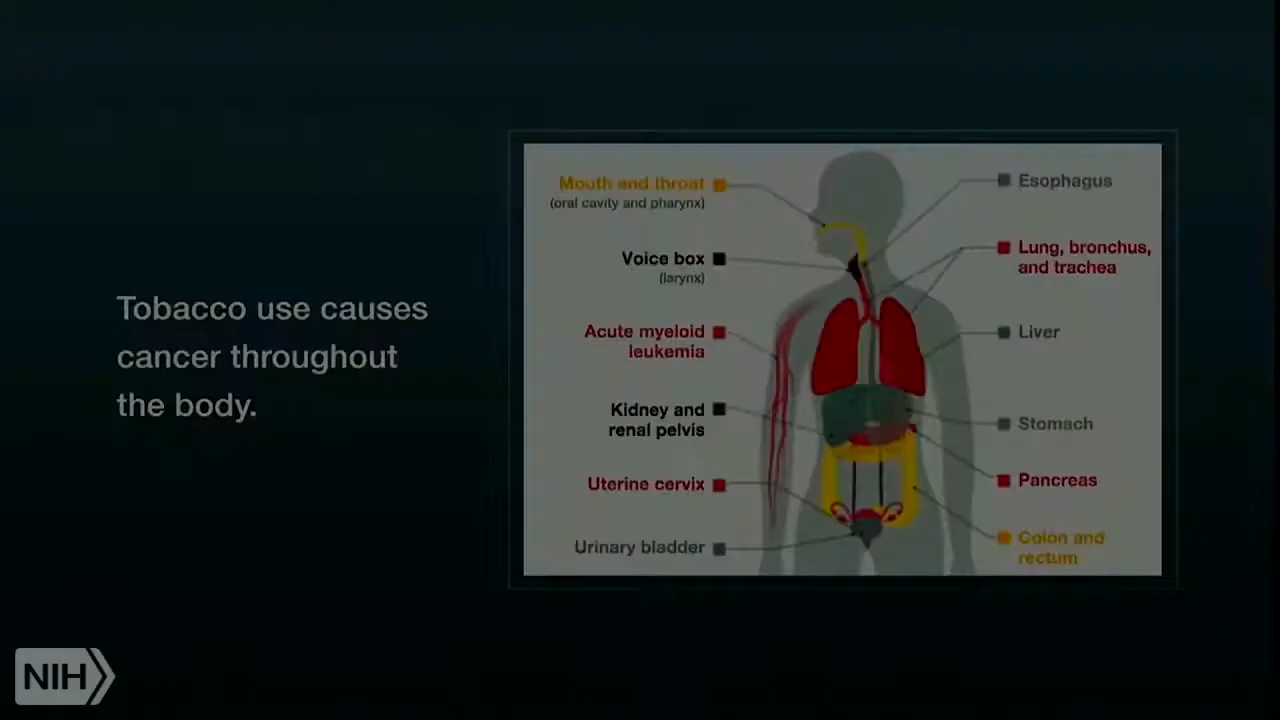 Tobacco use causes
cancer throughout
the body.
Mouth and throat
(oral cavity and pharynx)
Voice box
(larynx)
Acute myeloid
leukemia
Kidney and
renal pelvis
Uterine cervix
Urinary bladder
Esophagus
Lung, bronchus,
and trachea
Liver
Stomach
Pancreas
Colon and
rectum
NIH